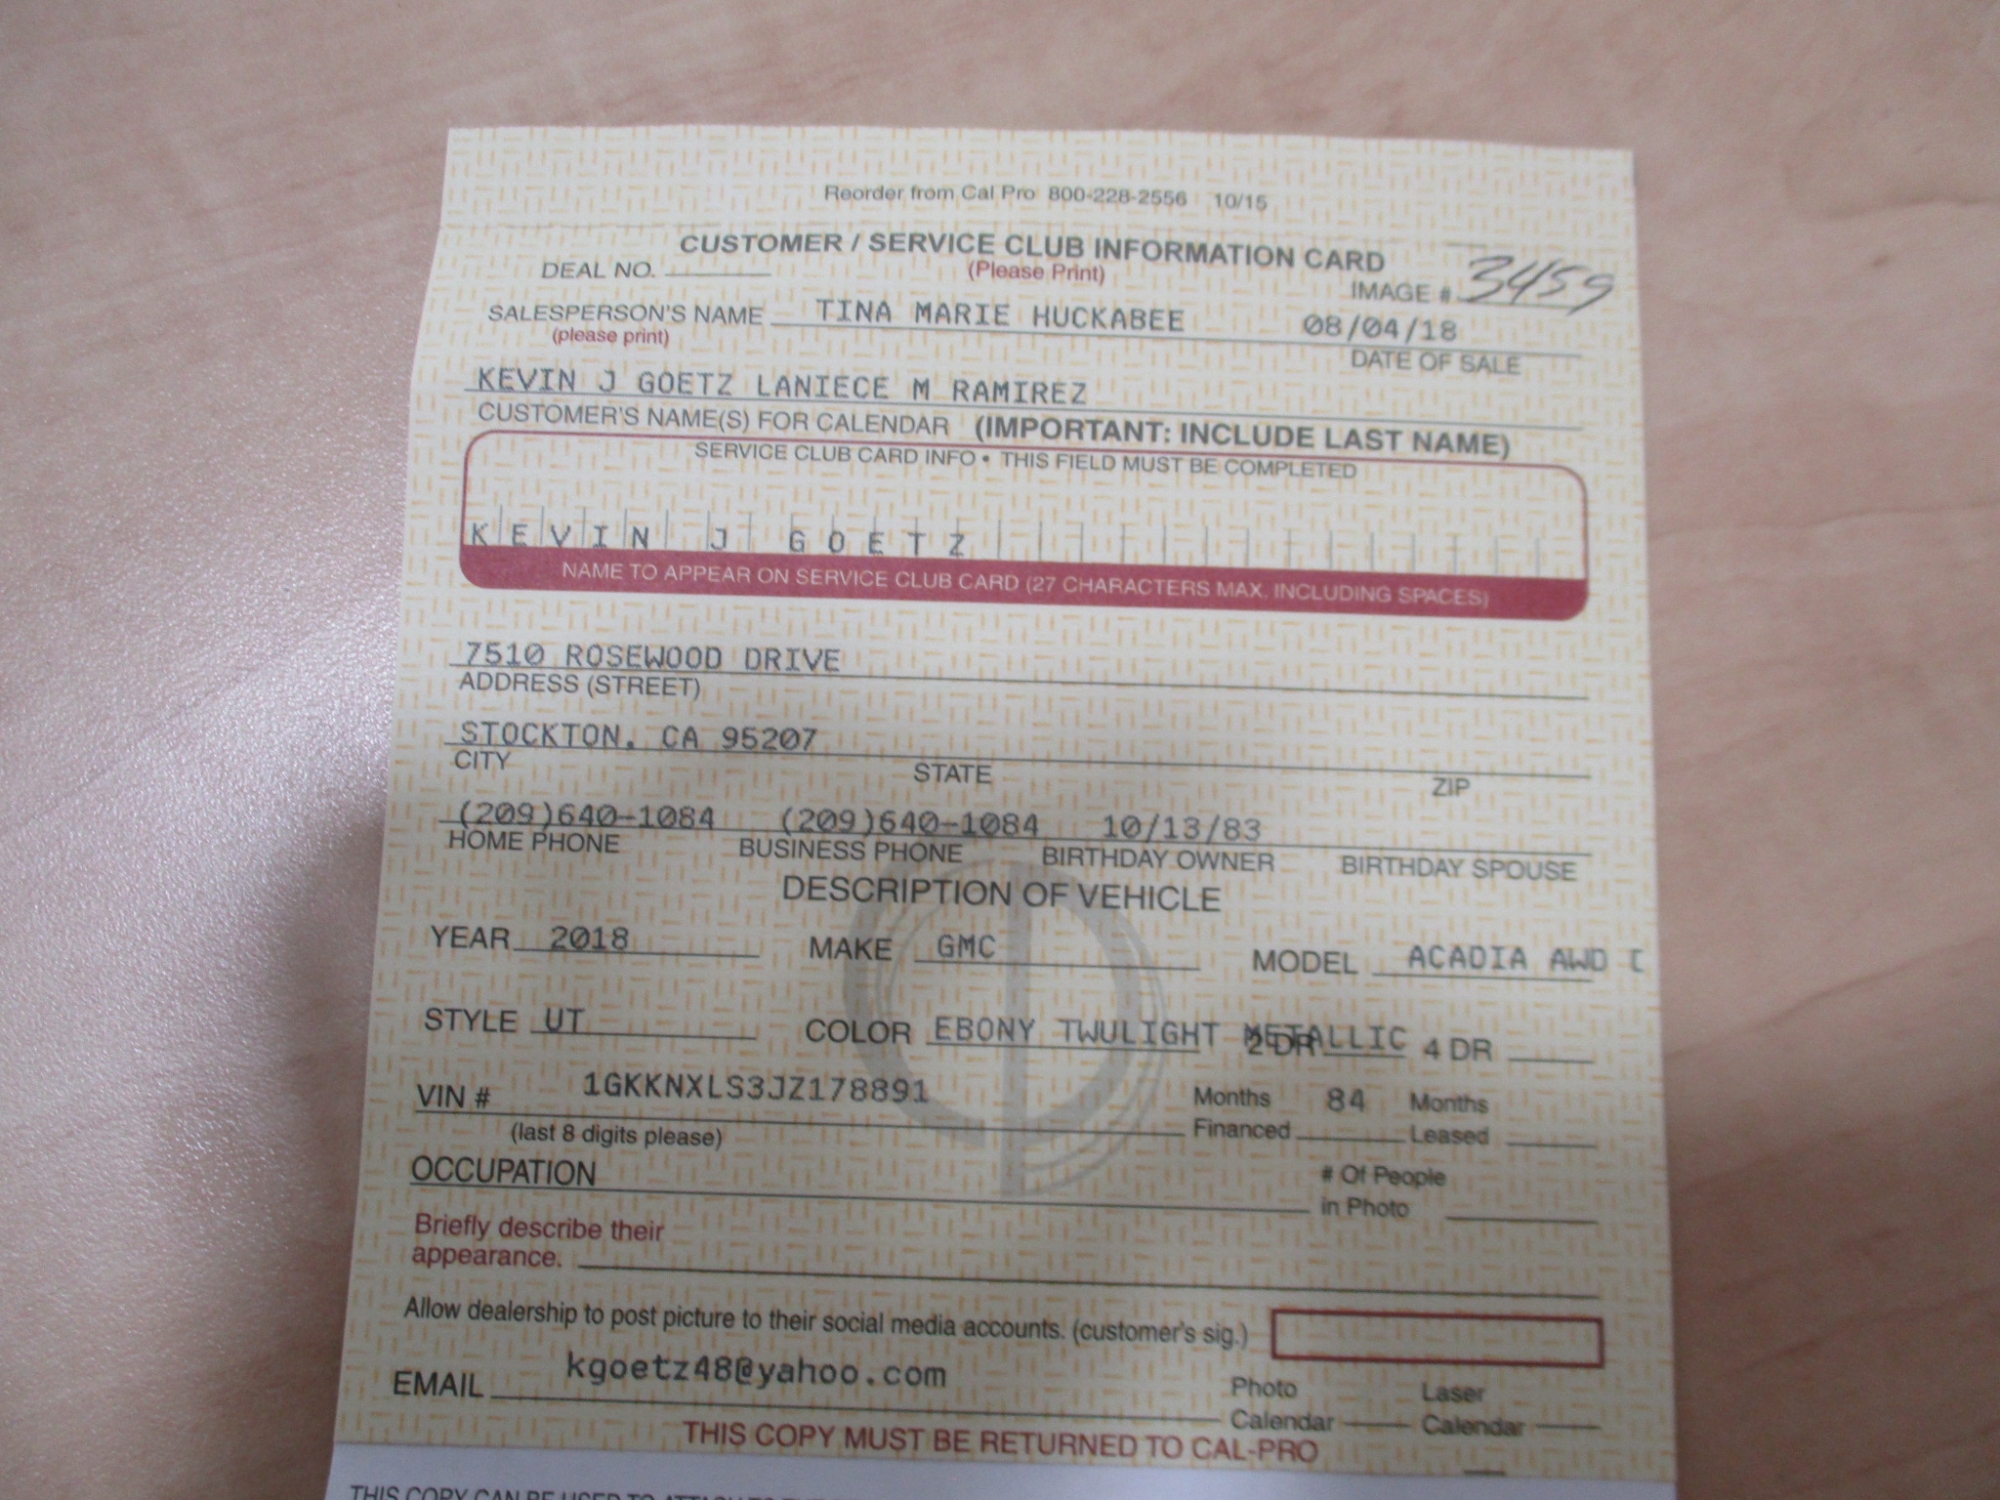 Reorder from Cal Pro 800-228-2556 10/15
CUSTOMER / SERVICE CLUB INFORMATION CARD
DEAL NO. (Please Print)
IMAGE # 3459
SALESPERSON'S NAME TINA MARIE HUCKABEE 08/04/18
(please print) DATE OF SALE
KEVIN J GOETZ LANIECE M RAMIREZ
CUSTOMER'S NAME(S) FOR CALENDAR (IMPORTANT: INCLUDE LAST NAME)
SERVICE CLUB CARD INFO • THIS FIELD MUST BE COMPLETED
KEVIN J GOETZ
NAME TO APPEAR ON SERVICE CLUB CARD (27 CHARACTERS MAX. INCLUDING SPACES)
7510 ROSEWOOD DRIVE
ADDRESS (STREET)
STOCKTON, CA 95207
CITY STATE ZIP
(209)640-1084 (209)640-1084 10/13/83
HOME PHONE BUSINESS PHONE BIRTHDAY OWNER BIRTHDAY SPOUSE
DESCRIPTION OF VEHICLE
YEAR 2018 MAKE GMC MODEL ACADIA AWD
STYLE UT COLOR EBONY TWULIGHT METALLIC 2 DR 4 DR
VIN # 1GKKNXLS3JZ178891 Months 84 Months
(last 8 digits please) Financed Leased
OCCUPATION # Of People
in Photo
Briefly describe their
appearance.
Allow dealership to post picture to their social media accounts. (customer's sig.)
EMAIL kgoetz48@yahoo.com Photo Laser
Calendar Calendar
THIS COPY MUST BE RETURNED TO CAL-PRO
THIS COPY CAN BE USED TO ATTACH TO